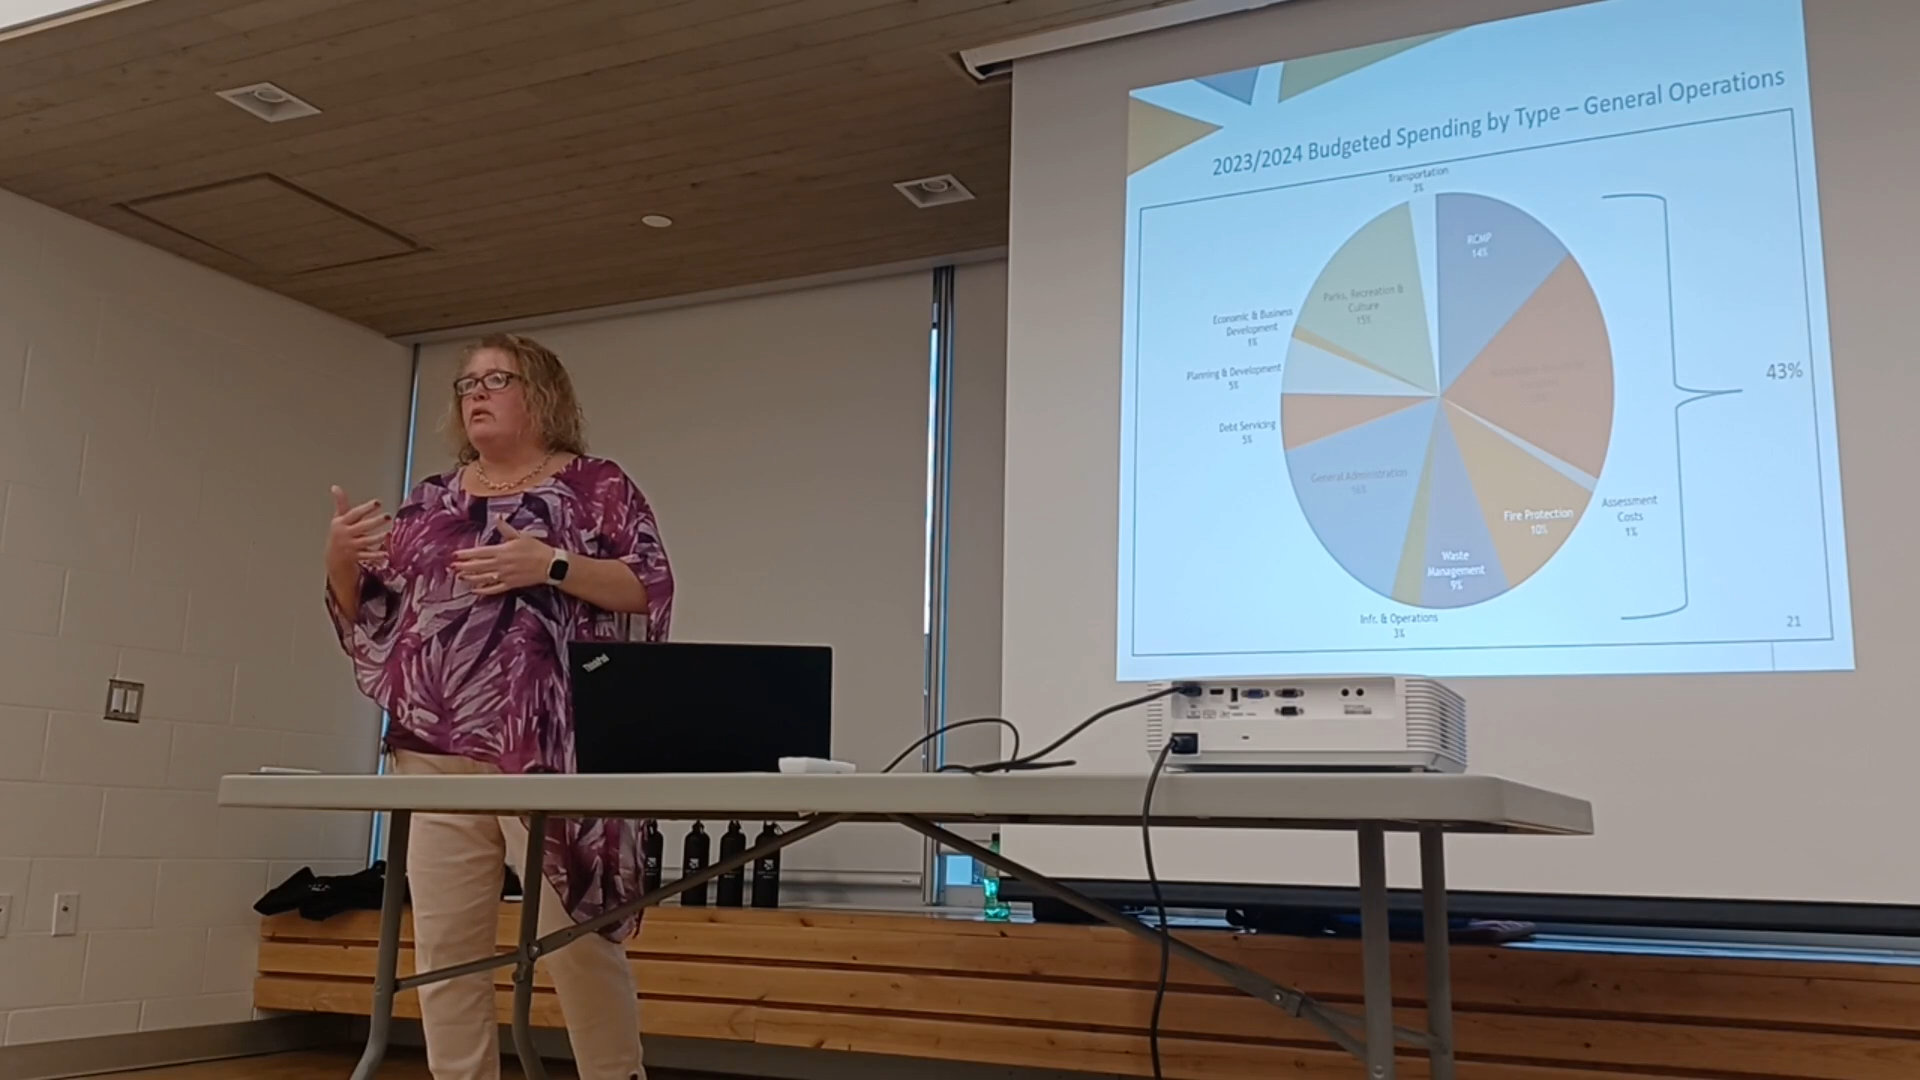 2023/2024 Budgeted Spending by Type – General Operations
Transportation
3%
RCMP
14%
Parks, Recreation &
Culture
15%
Economic & Business
Development
1%
Planning & Development
5%
43%
Debt Servicing
5%
General Administration
16%
Assessment
Costs
1%
Fire Protection
10%
Waste
Management
9%
Infr. & Operations
3%
21
ThinkPad